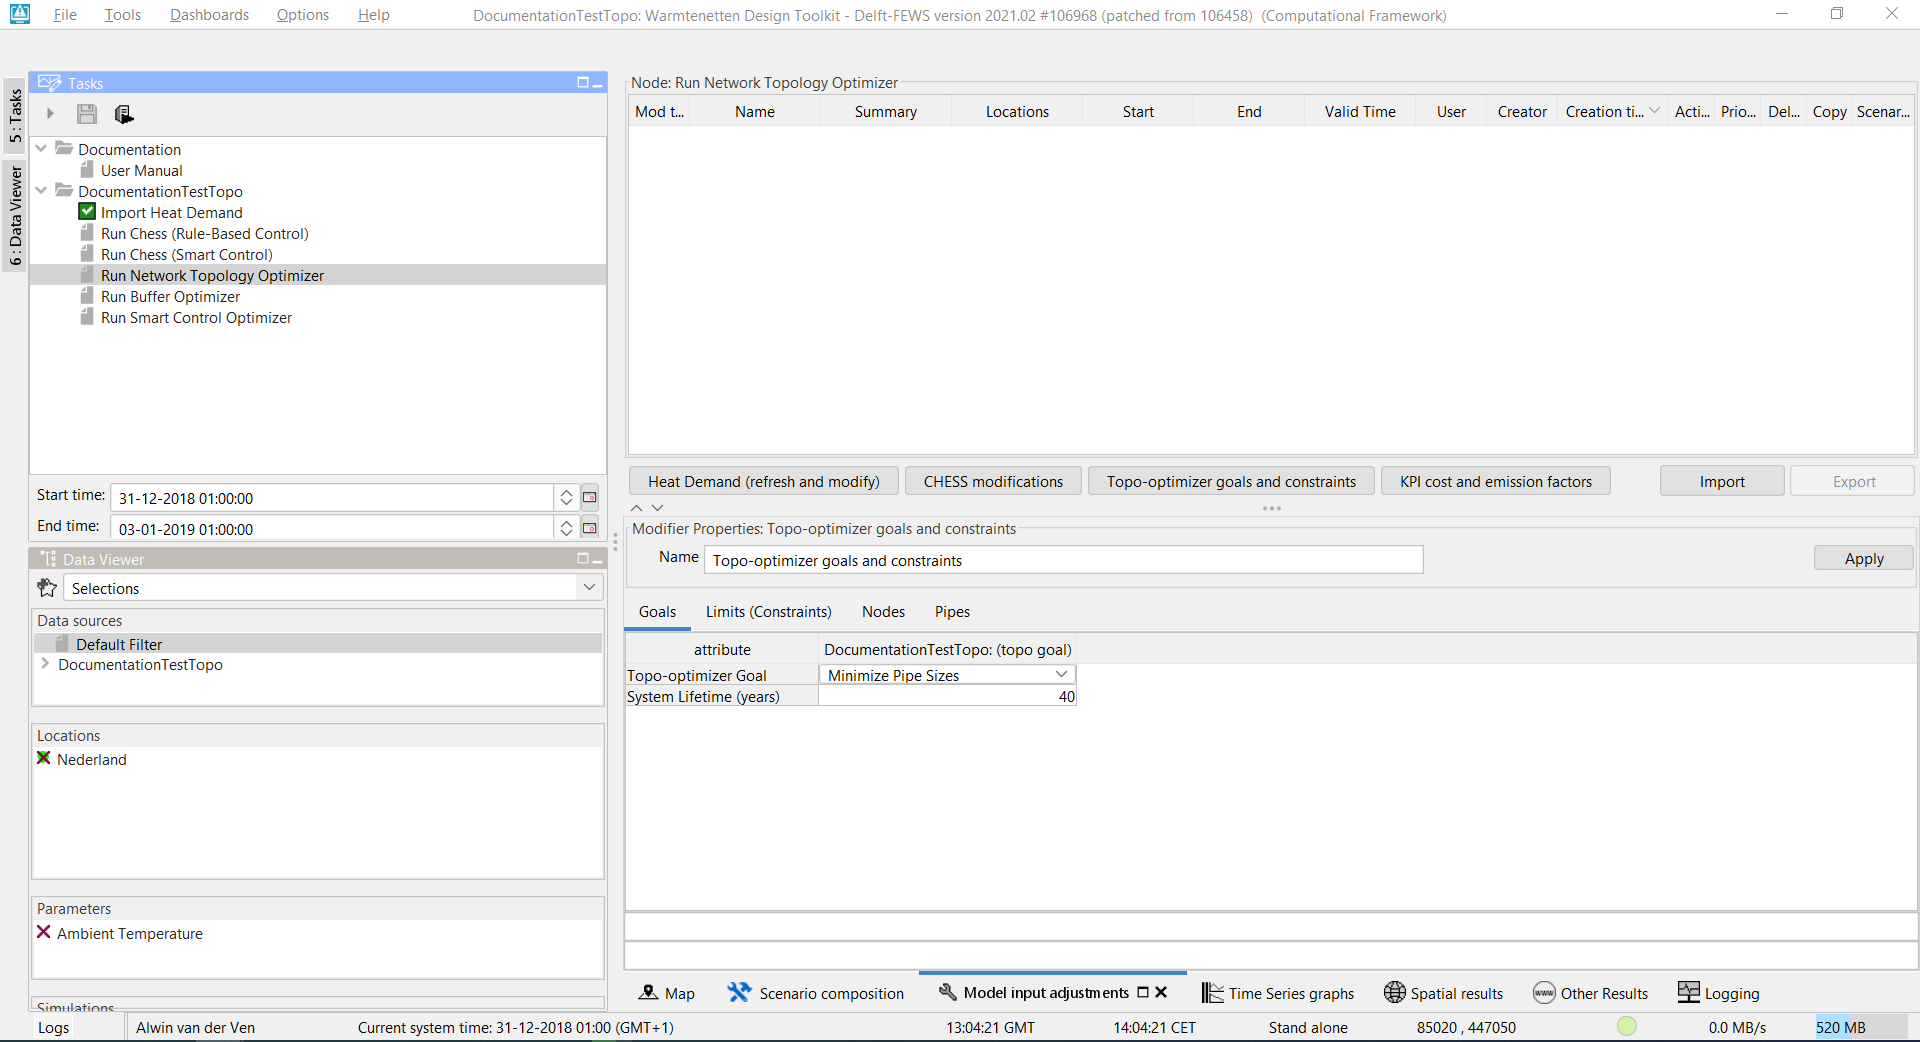 File Tools Dashboards Options Help DocumentationTestTopo: Warmtenetten Design Toolkit - Delft-FEWS version 2021.02 #106968 (patched from 106458) (Computational Framework)
5 : Tasks
6 : Data Viewer
Tasks
Documentation
User Manual
DocumentationTestTopo
Import Heat Demand
Run Chess (Rule-Based Control)
Run Chess (Smart Control)
Run Network Topology Optimizer
Run Buffer Optimizer
Run Smart Control Optimizer
Start time: 31-12-2018 01:00:00
End time: 03-01-2019 01:00:00
Data Viewer
Selections
Data sources
Default Filter
DocumentationTestTopo
Locations
Nederland
Parameters
Ambient Temperature
Simulations
Node: Run Network Topology Optimizer
Mod t... Name Summary Locations Start End Valid Time User Creator Creation ti... Acti... Prio... Del... Copy Scenar...
Heat Demand (refresh and modify) CHESS modifications Topo-optimizer goals and constraints KPI cost and emission factors Import Export
Modifier Properties: Topo-optimizer goals and constraints
Name Topo-optimizer goals and constraints Apply
Goals Limits (Constraints) Nodes Pipes
attribute DocumentationTestTopo: (topo goal)
Topo-optimizer Goal Minimize Pipe Sizes
System Lifetime (years) 40
Map Scenario composition Model input adjustments Time Series graphs Spatial results www Other Results Logging
Logs Alwin van der Ven Current system time: 31-12-2018 01:00 (GMT+1) 13:04:21 GMT 14:04:21 CET Stand alone 85020 , 447050 0.0 MB/s 520 MB